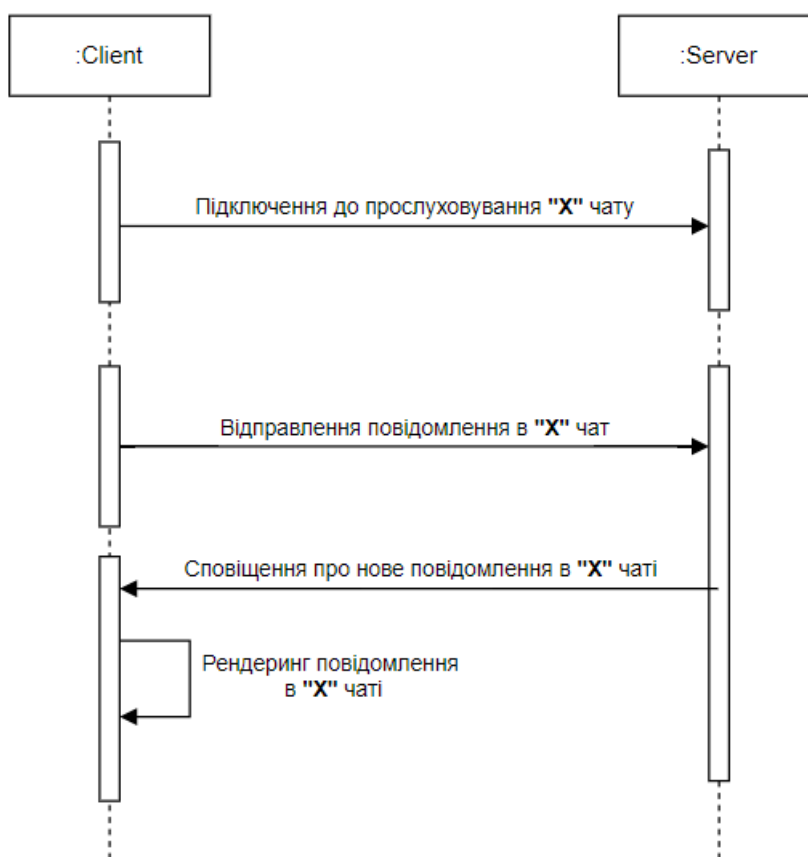 :Client
:Server
Підключення до прослуховування "X" чату
Відправлення повідомлення в "X" чат
Сповіщення про нове повідомлення в "X" чаті
Рендеринг повідомлення
в "X" чаті